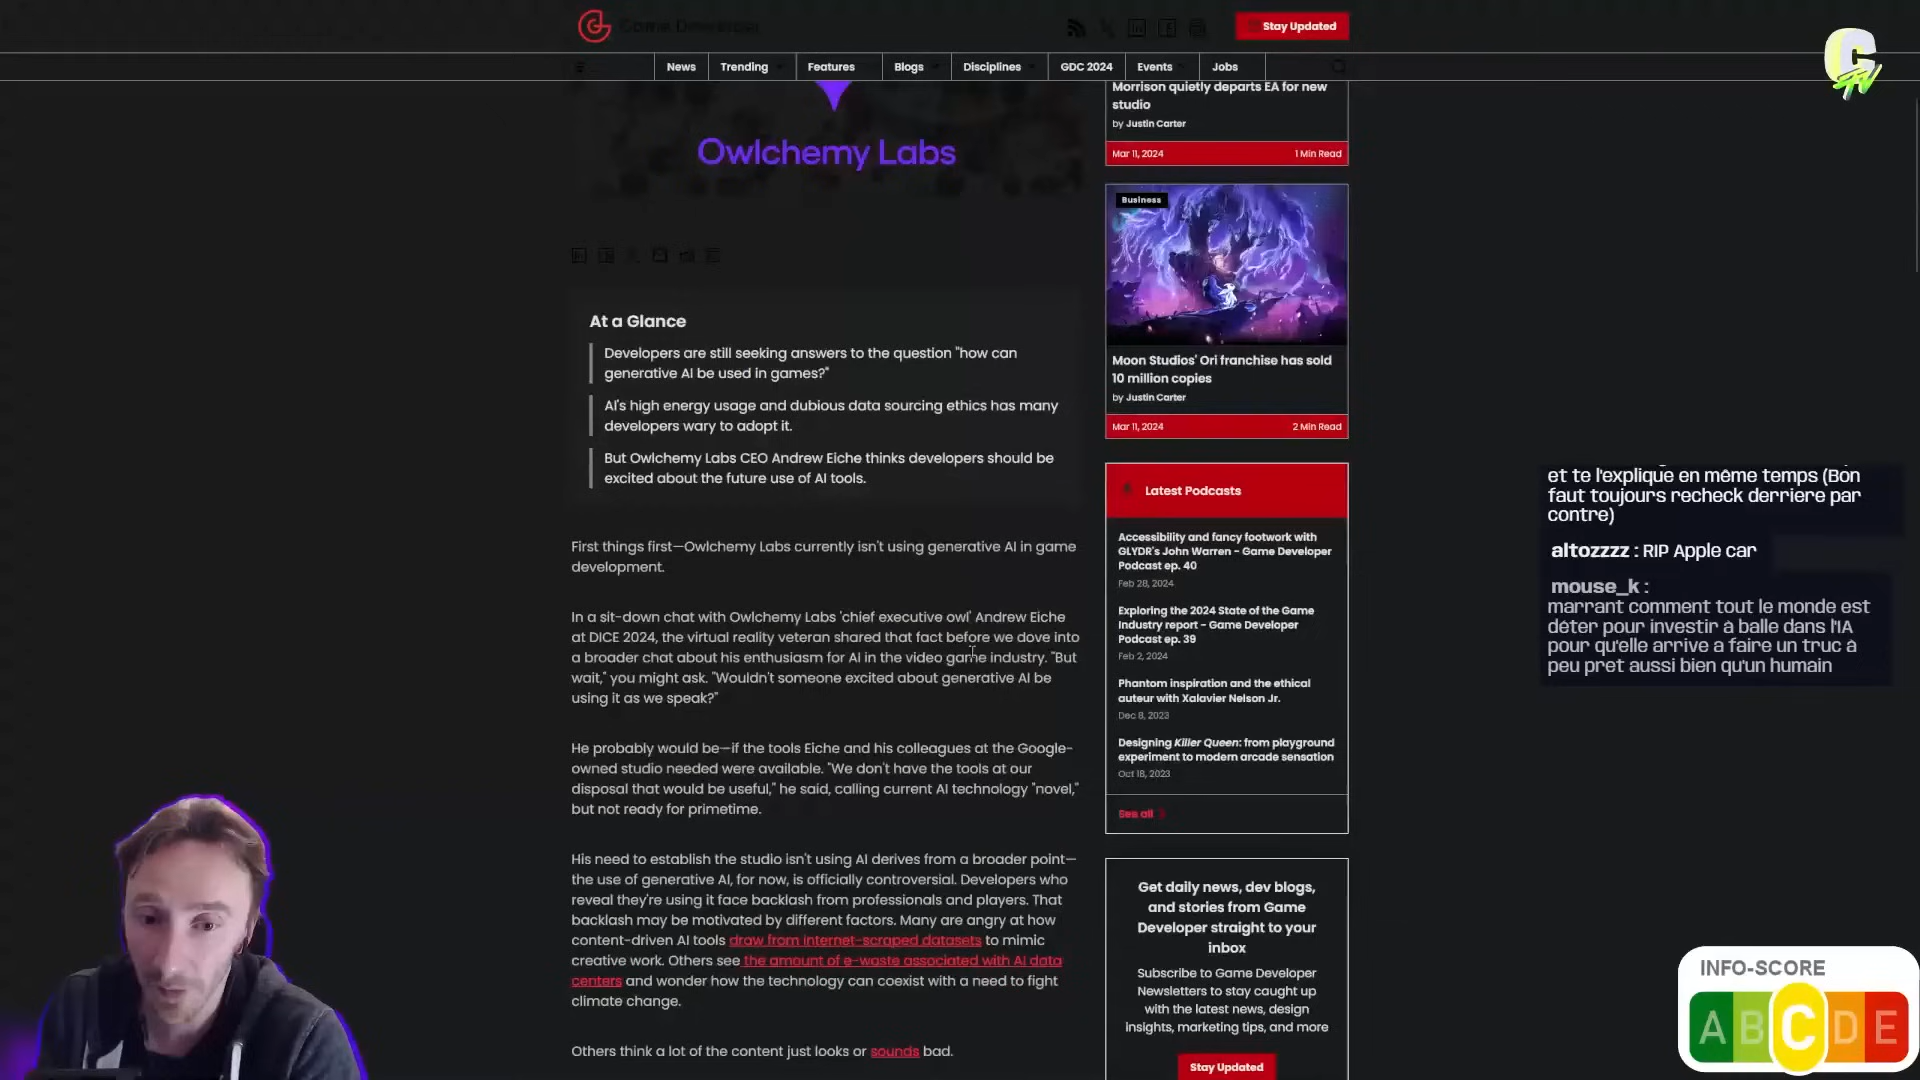 Game Developer
Stay Updated
News
Trending
Features
Blogs
Disciplines
GDC 2024
Events
Jobs
Owlchemy Labs
At a Glance
Developers are still seeking answers to the question "how can
generative AI be used in games?"
AI's high energy usage and dubious data sourcing ethics has many
developers wary to adopt it.
But Owlchemy Labs CEO Andrew Eiche thinks developers should be
excited about the future use of AI tools.
First things first—Owlchemy Labs currently isn't using generative AI in game
development.
In a sit-down chat with Owlchemy Labs 'chief executive owl' Andrew Eiche
at DICE 2024, the virtual reality veteran shared that fact before we dove into
a broader chat about his enthusiasm for AI in the video game industry. "But
wait," you might ask. "Wouldn't someone excited about generative AI be
using it as we speak?"
He probably would be—if the tools Eiche and his colleagues at the Google-
owned studio needed were available. "We don't have the tools at our
disposal that would be useful," he said, calling current AI technology "novel,"
but not ready for primetime.
His need to establish the studio isn't using AI derives from a broader point—
the use of generative AI, for now, is officially controversial. Developers who
reveal they're using it face backlash from professionals and players. That
backlash may be motivated by different factors. Many are angry at how
content-driven AI tools draw from internet-scraped datasets to mimic
creative work. Others see the amount of e-waste associated with AI data
centers and wonder how the technology can coexist with a need to fight
climate change.
Others think a lot of the content just looks or sounds bad.
Morrison quietly departs EA for new
studio
by Justin Carter
Mar 11, 2024
1 Min Read
Business
Moon Studios' Ori franchise has sold
10 million copies
by Justin Carter
Mar 11, 2024
2 Min Read
Latest Podcasts
Accessibility and fancy footwork with
GLYDR's John Warren - Game Developer
Podcast ep. 40
Feb 28, 2024
Exploring the 2024 State of the Game
Industry report - Game Developer
Podcast ep. 39
Feb 2, 2024
Phantom inspiration and the ethical
auteur with Xalavier Nelson Jr.
Dec 8, 2023
Designing Killer Queen: from playground
experiment to modern arcade sensation
Oct 18, 2023
See all
Get daily news, dev blogs,
and stories from Game
Developer straight to your
inbox
Subscribe to Game Developer
Newsletters to stay caught up
with the latest news, design
insights, marketing tips, and more
Stay Updated
C
TV
et te l'explique en même temps (Bon
faut toujours recheck derriere par
contre)
altozzzz : RIP Apple car
mouse_k :
marrant comment tout le monde est
déter pour investir à balle dans l'IA
pour qu'elle arrive a faire un truc à
peu pret aussi bien qu'un humain
INFO-SCORE
A B C D E